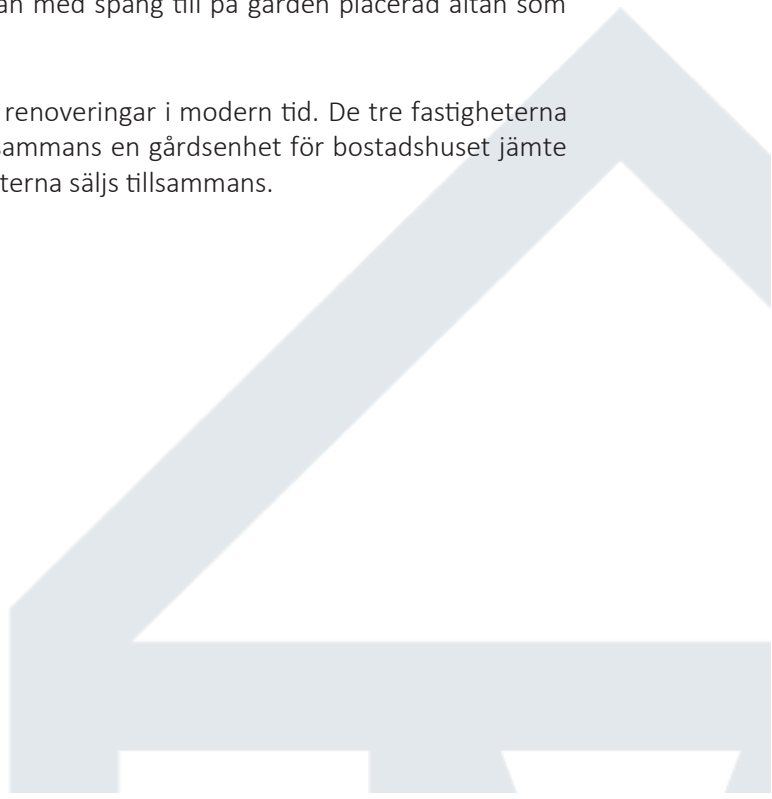 med spång till på gården placerad altan som
renoveringar i modern tid. De tre fastigheterna
sammans en gårdsenhet för bostadshuset jämte
terna säljs tillsammans.